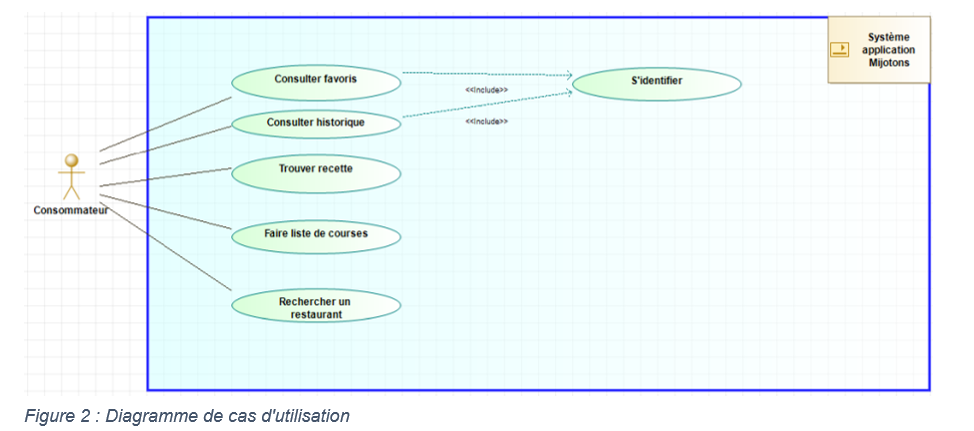 Système
application
Mijotons
Consulter favoris
S'identifier
<<Include>>
Consulter historique
<<Include>>
Trouver recette
Consommateur
Faire liste de courses
Rechercher un
restaurant
Figure 2 : Diagramme de cas d'utilisation